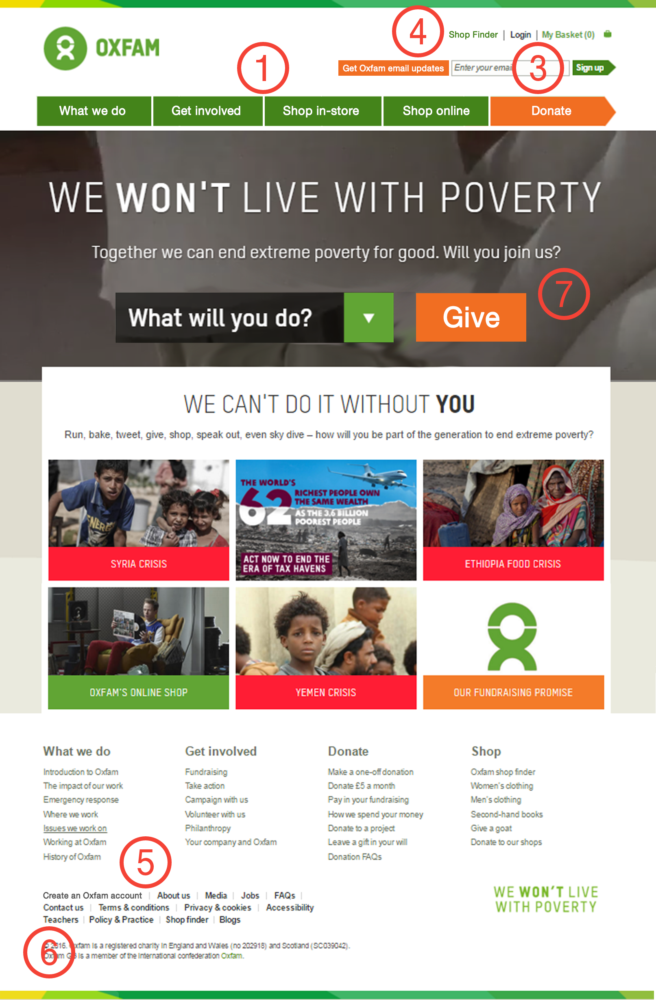 OXFAM
4
Shop Finder | Login | My Basket (0)
1
Get Oxfam email updates
Enter your email
3
Sign up
What we do
Get involved
Shop in-store
Shop online
Donate
WE WON'T LIVE WITH POVERTY
Together we can end extreme poverty for good. Will you join us?
7
What will you do?
Give
WE CAN'T DO IT WITHOUT YOU
Run, bake, tweet, give, shop, speak out, even sky dive – how will you be part of the generation to end extreme poverty?
SYRIA CRISIS
THE WORLD'S
62
RICHEST PEOPLE OWN
THE SAME WEALTH
AS THE 3.6 BILLION
POOREST PEOPLE
ACT NOW TO END THE
ERA OF TAX HAVENS
ETHIOPIA FOOD CRISIS
OXFAM'S ONLINE SHOP
YEMEN CRISIS
OUR FUNDRAISING PROMISE
What we do
Introduction to Oxfam
The impact of our work
Emergency response
Where we work
Issues we work on
Working at Oxfam
History of Oxfam
Get involved
Fundraising
Take action
Campaign with us
Volunteer with us
Philanthropy
Your company and Oxfam
Donate
Make a one-off donation
Donate £5 a month
Pay in your fundraising
How we spend your money
Donate to a project
Leave a gift in your will
Donation FAQs
Shop
Oxfam shop finder
Women's clothing
Men's clothing
Second-hand books
Give a goat
Donate to our shops
5
Create an Oxfam account | About us | Media | Jobs | FAQs |
Contact us | Terms & conditions | Privacy & cookies | Accessibility
Teachers | Policy & Practice | Shop finder | Blogs
WE WON'T LIVE
WITH POVERTY
6
© 2016. Oxfam is a registered charity in England and Wales (no 202918) and Scotland (SC039042).
Oxfam GB is a member of the international confederation Oxfam.